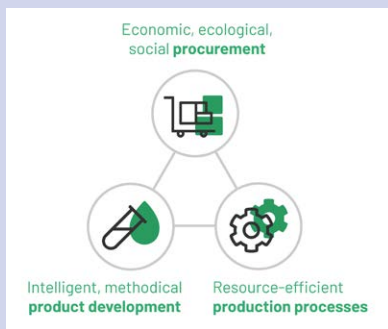 Economic, ecological,
social procurement
Intelligent, methodical
product development
Resource-efficient
production processes